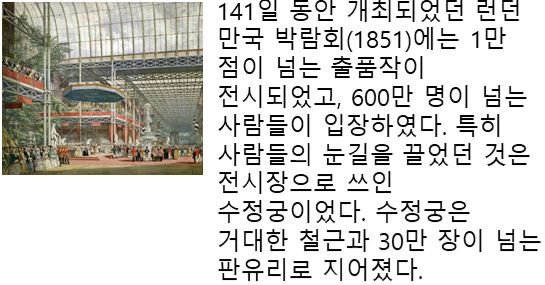 141일 동안 개최되었던 런던
만국 박람회(1851)에는 1만
점이 넘는 출품작이
전시되었고, 600만 명이 넘는
사람들이 입장하였다. 특히
사람들의 눈길을 끌었던 것은
전시장으로 쓰인
수정궁이었다. 수정궁은
거대한 철근과 30만 장이 넘는
판유리로 지어졌다.